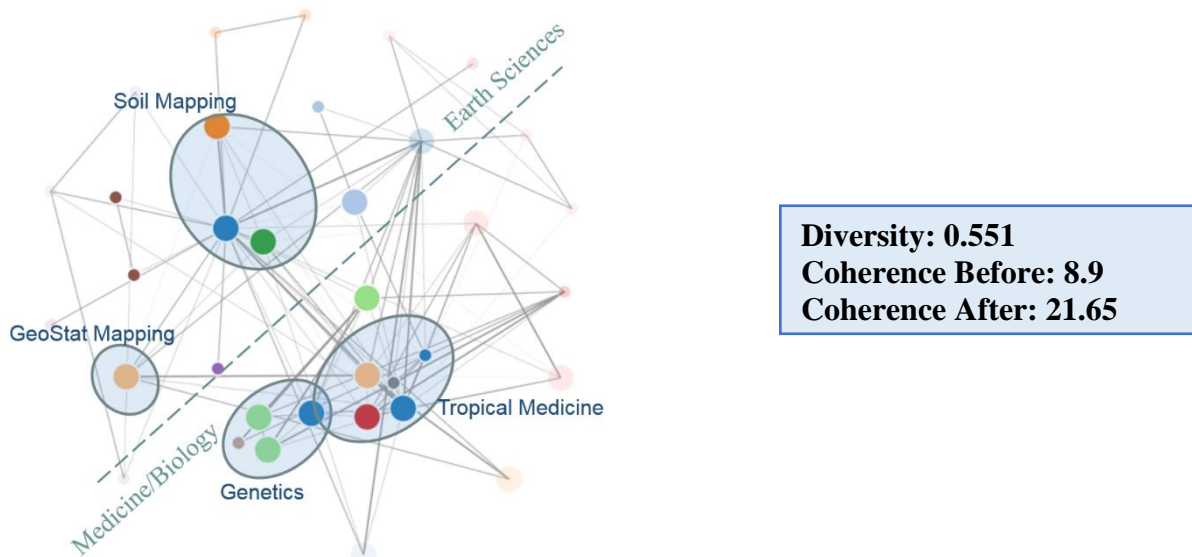 Earth Sciences
Soil Mapping
GeoStat Mapping
Tropical Medicine
Medicine/Biology
Genetics
Diversity: 0.551
Coherence Before: 8.9
Coherence After: 21.65